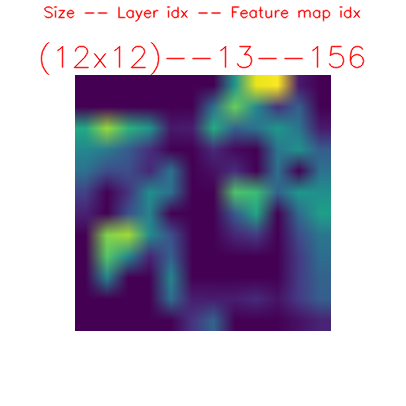 Size -- Layer idx -- Feature map idx
(12x12)--13--156